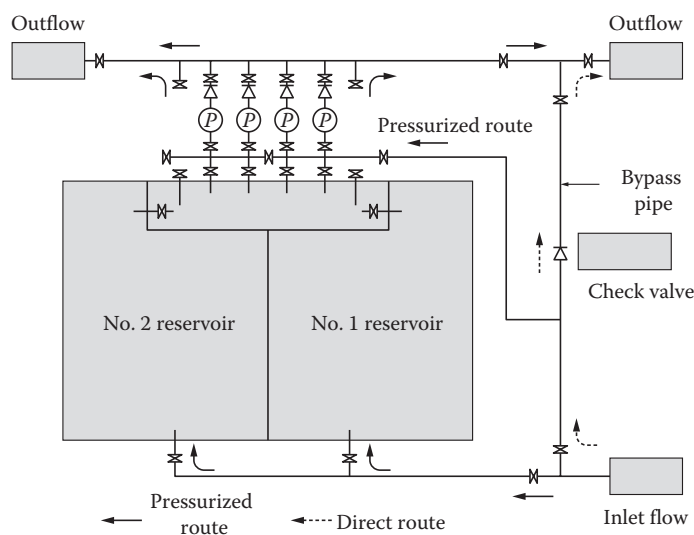 Outflow
Outflow
P
P
P
P
Pressurized route
Bypass
pipe
Check valve
No. 2 reservoir
No. 1 reservoir
Pressurized
route
Direct route
Inlet flow